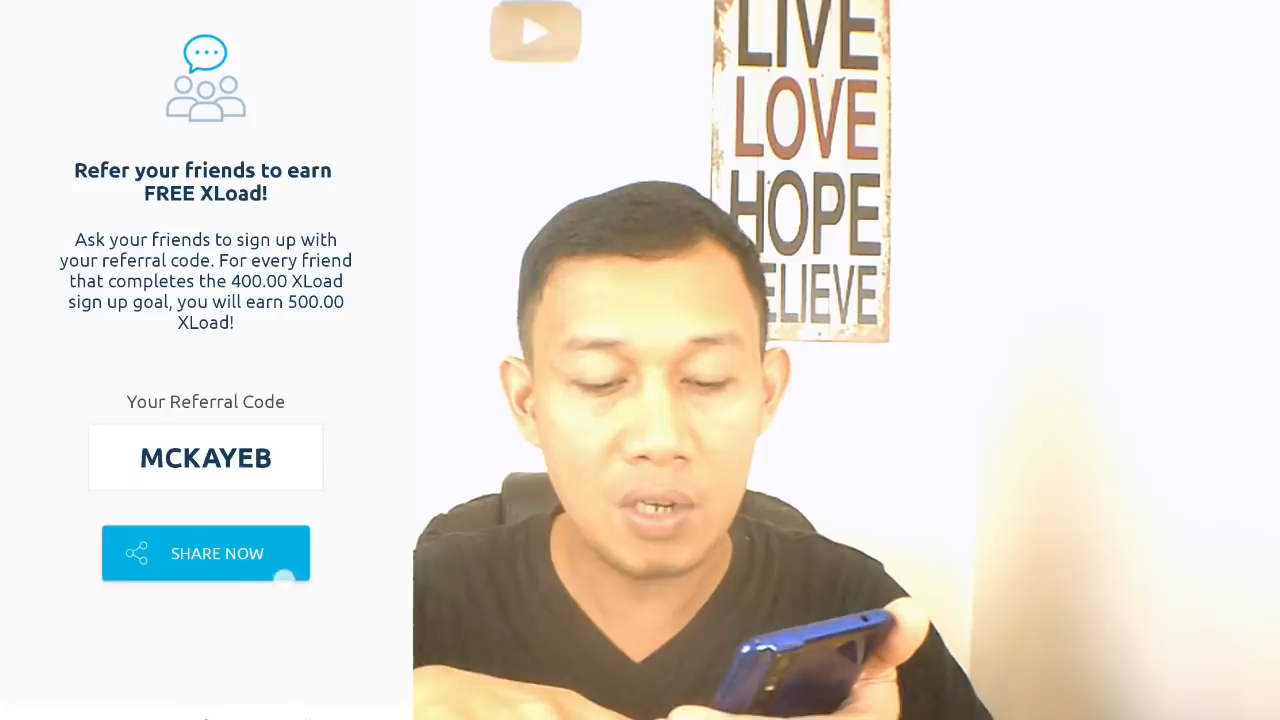 Refer your friends to earn
FREE XLoad!
Ask your friends to sign up with
your referral code. For every friend
that completes the 400.00 XLoad
sign up goal, you will earn 500.00
XLoad!
Your Referral Code
MCKAYEB
SHARE NOW
LIVE
LOVE
HOPE
ELIEVE